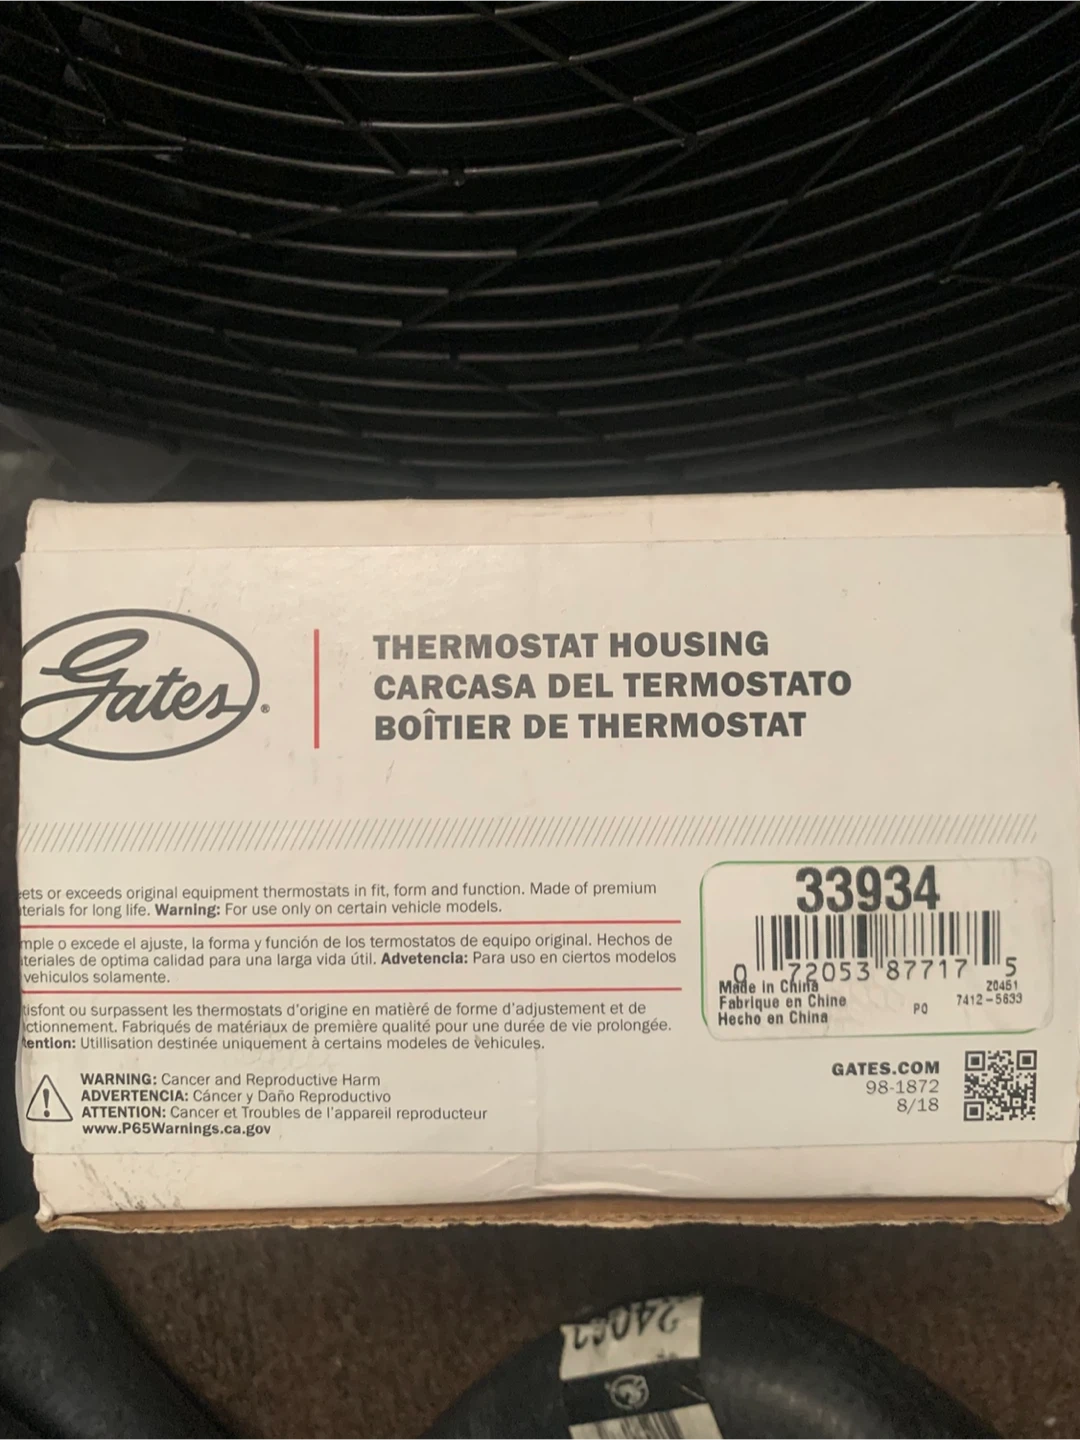 Gates®
THERMOSTAT HOUSING
CARCASA DEL TERMOSTATO
BOÎTIER DE THERMOSTAT
ets or exceeds original equipment thermostats in fit, form and function. Made of premium
terials for long life. Warning: For use only on certain vehicle models.
mple o excede el ajuste, la forma y función de los termostatos de equipo original. Hechos de
teriales de optima calidad para una larga vida útil. Advetencia: Para uso en ciertos modelos
vehiculos solamente.
tisfont ou surpassent les thermostats d'origine en matièré de forme d'adjustement et de
ctionnement. Fabriqués de matériaux de première qualité pour une durée de vie prolongée.
tention: Utillisation destinée uniquement à certains modeles de vehicules.
WARNING: Cancer and Reproductive Harm
ADVERTENCIA: Cáncer y Daño Reproductivo
ATTENTION: Cancer et Troubles de l'appareil reproducteur
www.P65Warnings.ca.gov
33934
0 72053 87717 5
Made in China
Fabrique en Chine
Hecho en China
PO
20451
7412-5633
GATES.COM
98-1872
8/18